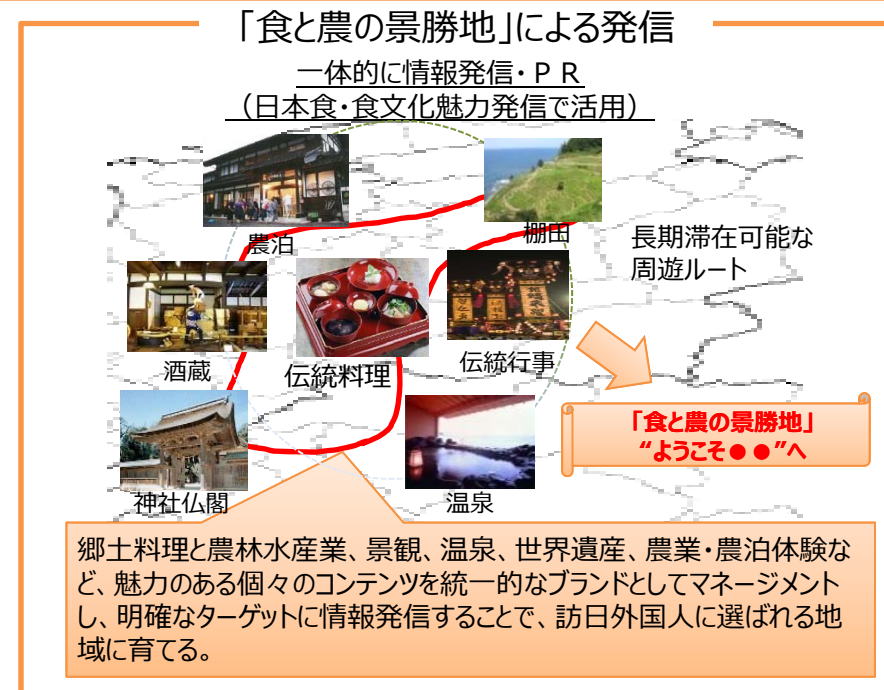 「食と農の景勝地」による発信
一体的に情報発信・ＰＲ
（日本食・食文化魅力発信で活用）
農泊
棚田
長期滞在可能な
周遊ルート
酒蔵
伝統料理
伝統行事
「食と農の景勝地」
“ようこそ●●”へ
神社仏閣
温泉
郷土料理と農林水産業、景観、温泉、世界遺産、農業・農泊体験な
ど、魅力のある個々のコンテンツを統一的なブランドとしてマネージメント
し、明確なターゲットに情報発信することで、訪日外国人に選ばれる地
域に育てる。